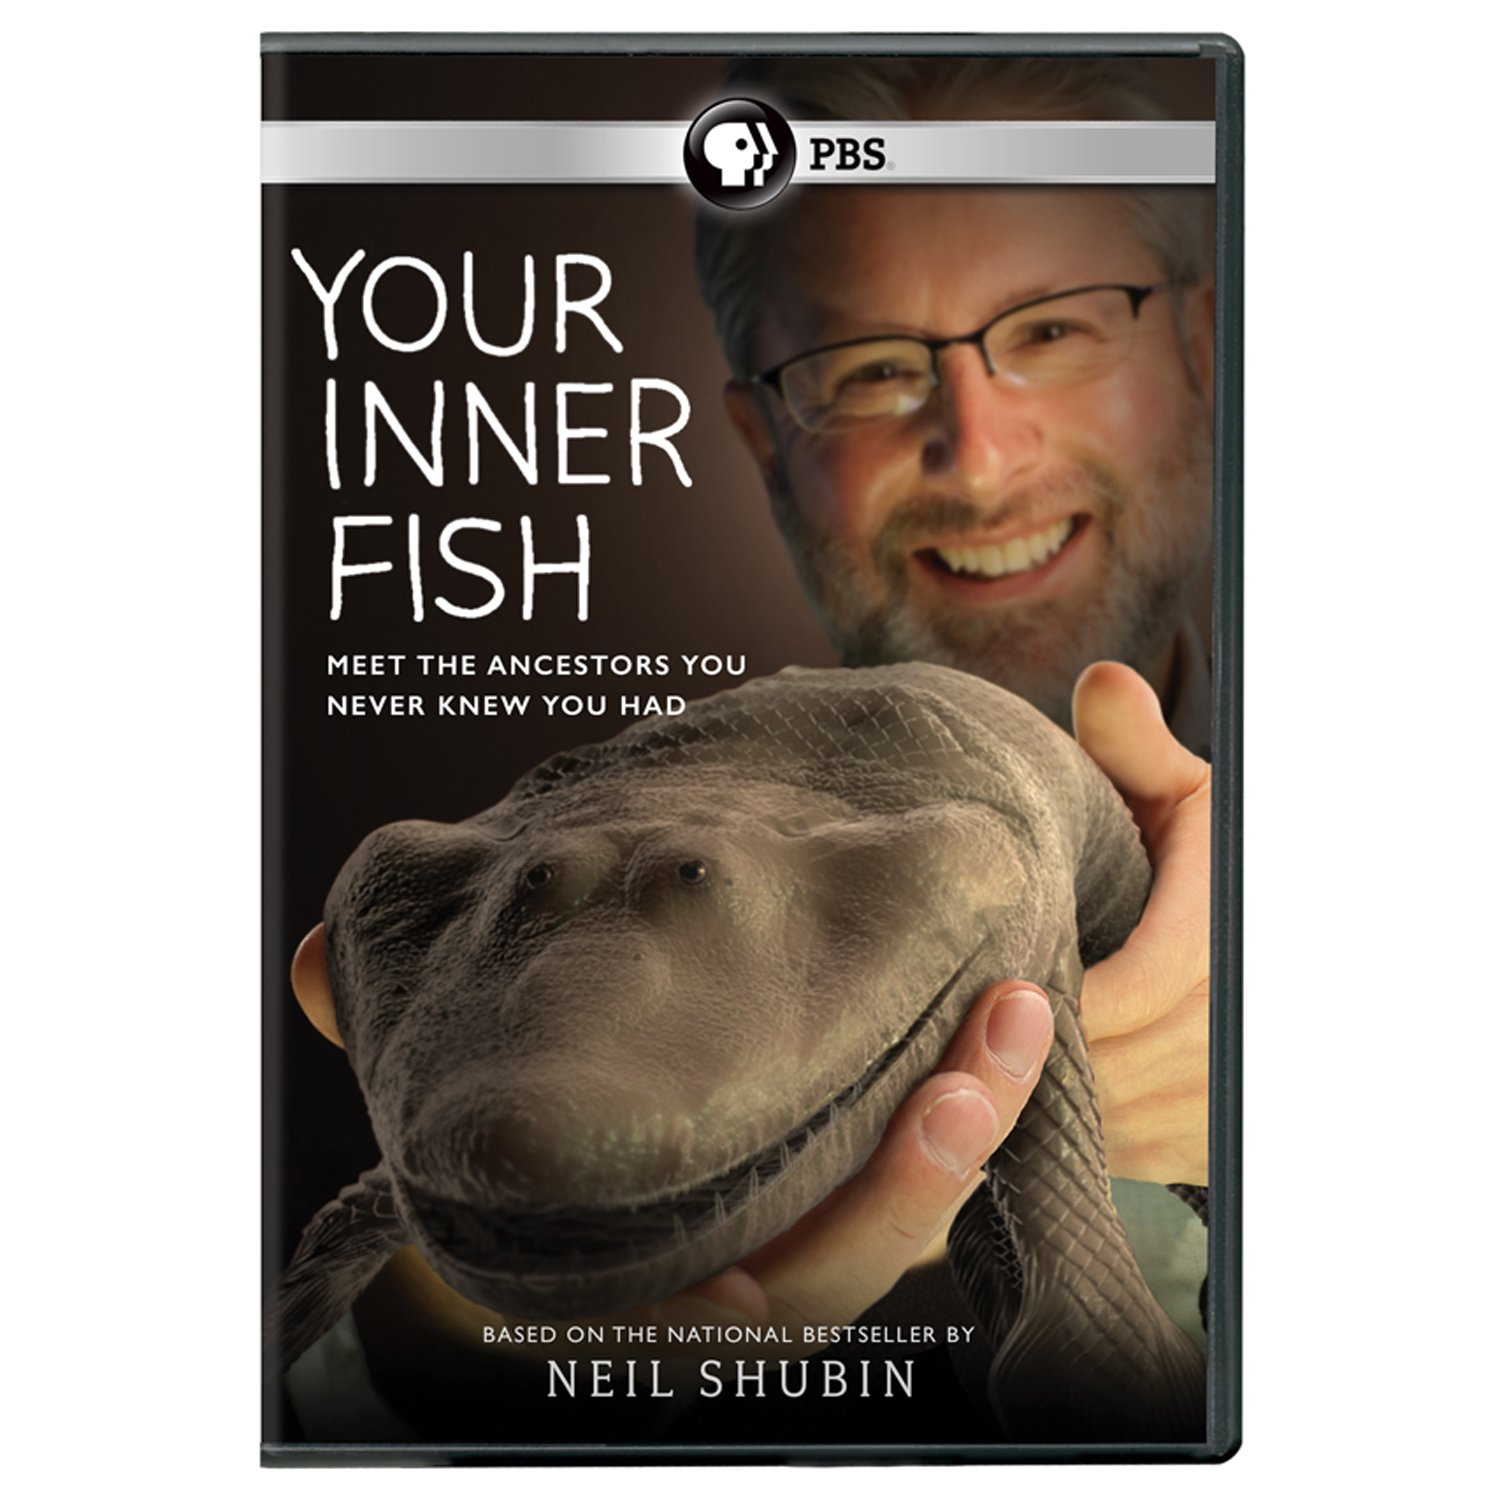 PBS
YOUR
INNER
FISH
MEET THE ANCESTORS YOU
NEVER KNEW YOU HAD
BASED ON THE NATIONAL BESTSELLER BY
NEIL SHUBIN